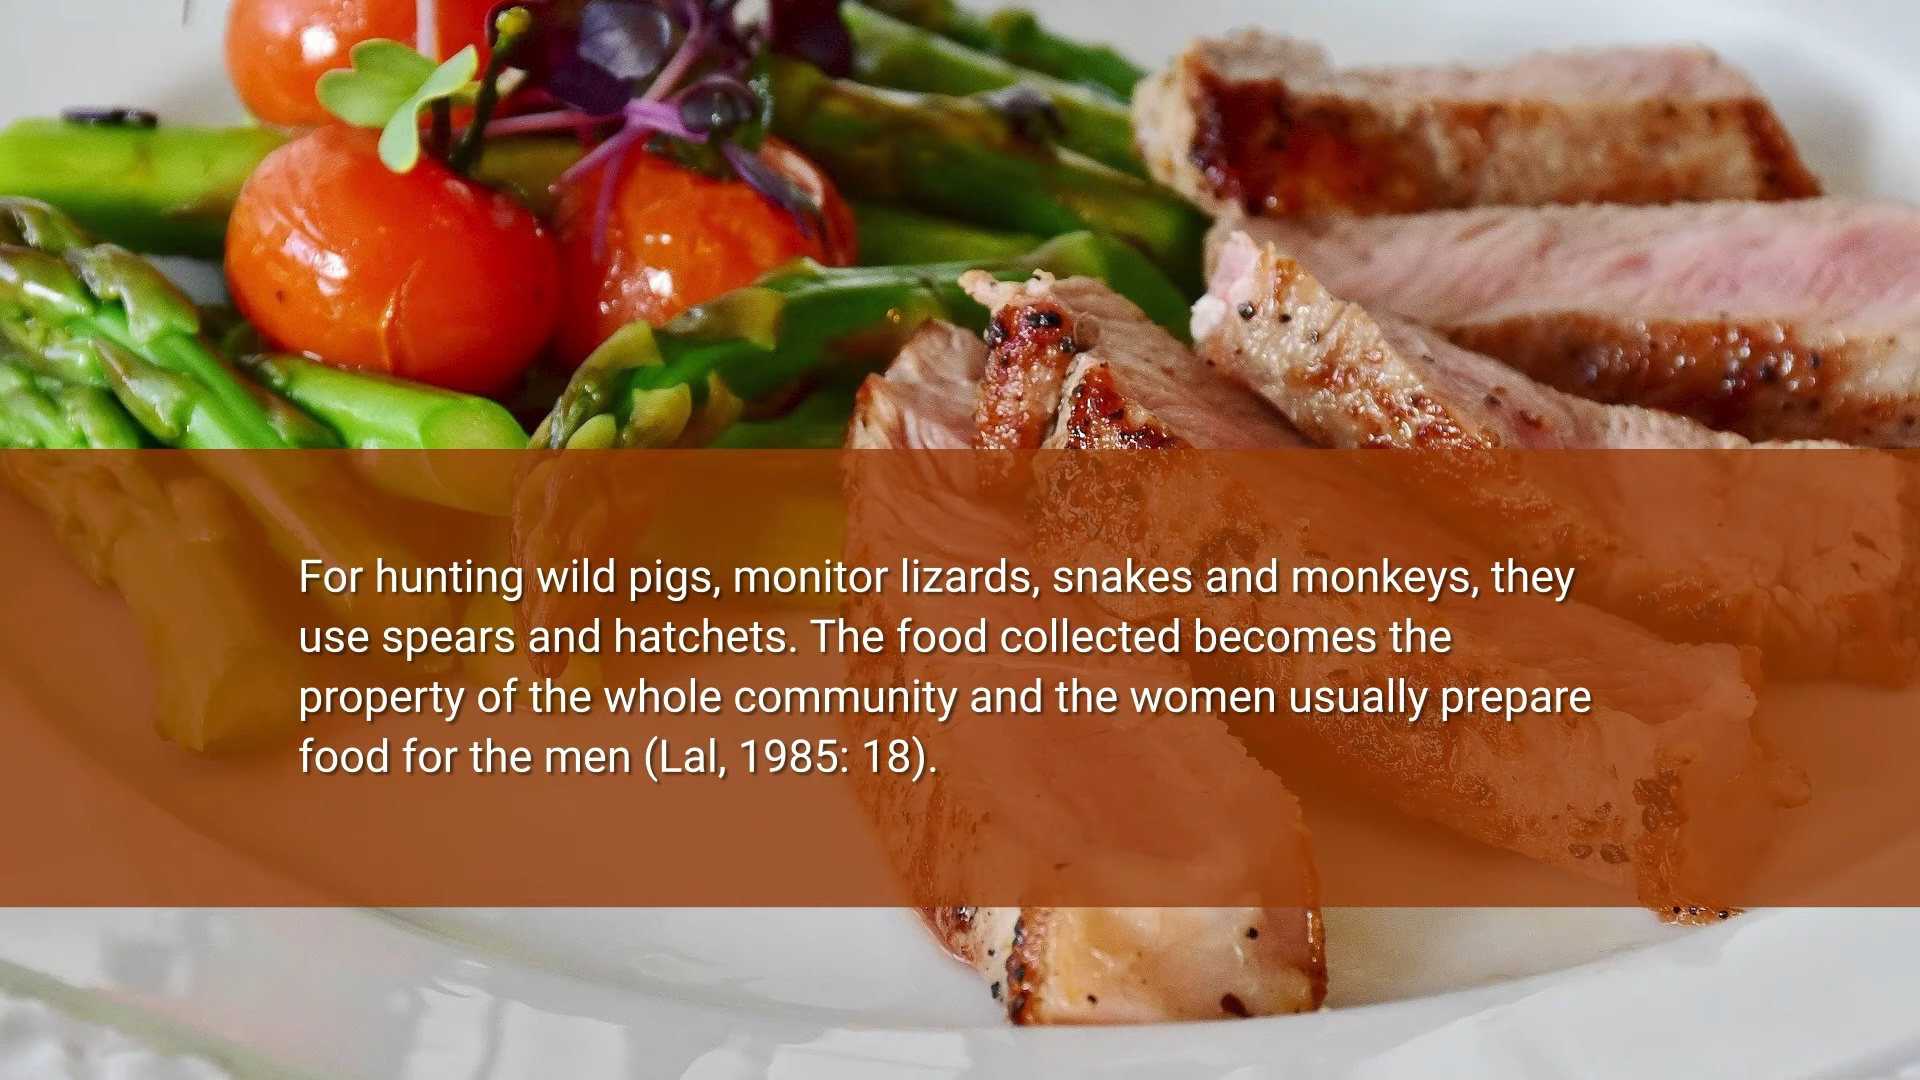 For hunting wild pigs, monitor lizards, snakes and monkeys, they
use spears and hatchets. The food collected becomes the
property of the whole community and the women usually prepare
food for the men (Lal, 1985: 18).